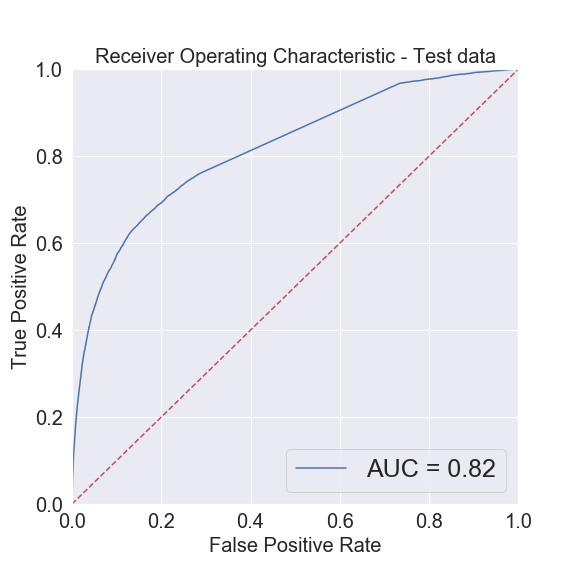 Receiver Operating Characteristic - Test data
1.0
0.8
0.6
0.4
0.2
0.0
True Positive Rate
AUC = 0.82
0.0 0.2 0.4 0.6 0.8 1.0
False Positive Rate